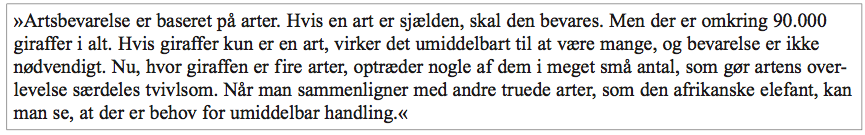 »Artsbevarelse er baseret på arter. Hvis en art er sjælden, skal den bevares. Men der er omkring 90.000
giraffer i alt. Hvis giraffer kun er en art, virker det umiddelbart til at være mange, og bevarelse er ikke
nødvendigt. Nu, hvor giraffen er fire arter, optræder nogle af dem i meget små antal, som gør artens over-
levelse særdeles tvivlsom. Når man sammenligner med andre truede arter, som den afrikanske elefant, kan
man se, at der er behov for umiddelbar handling.«